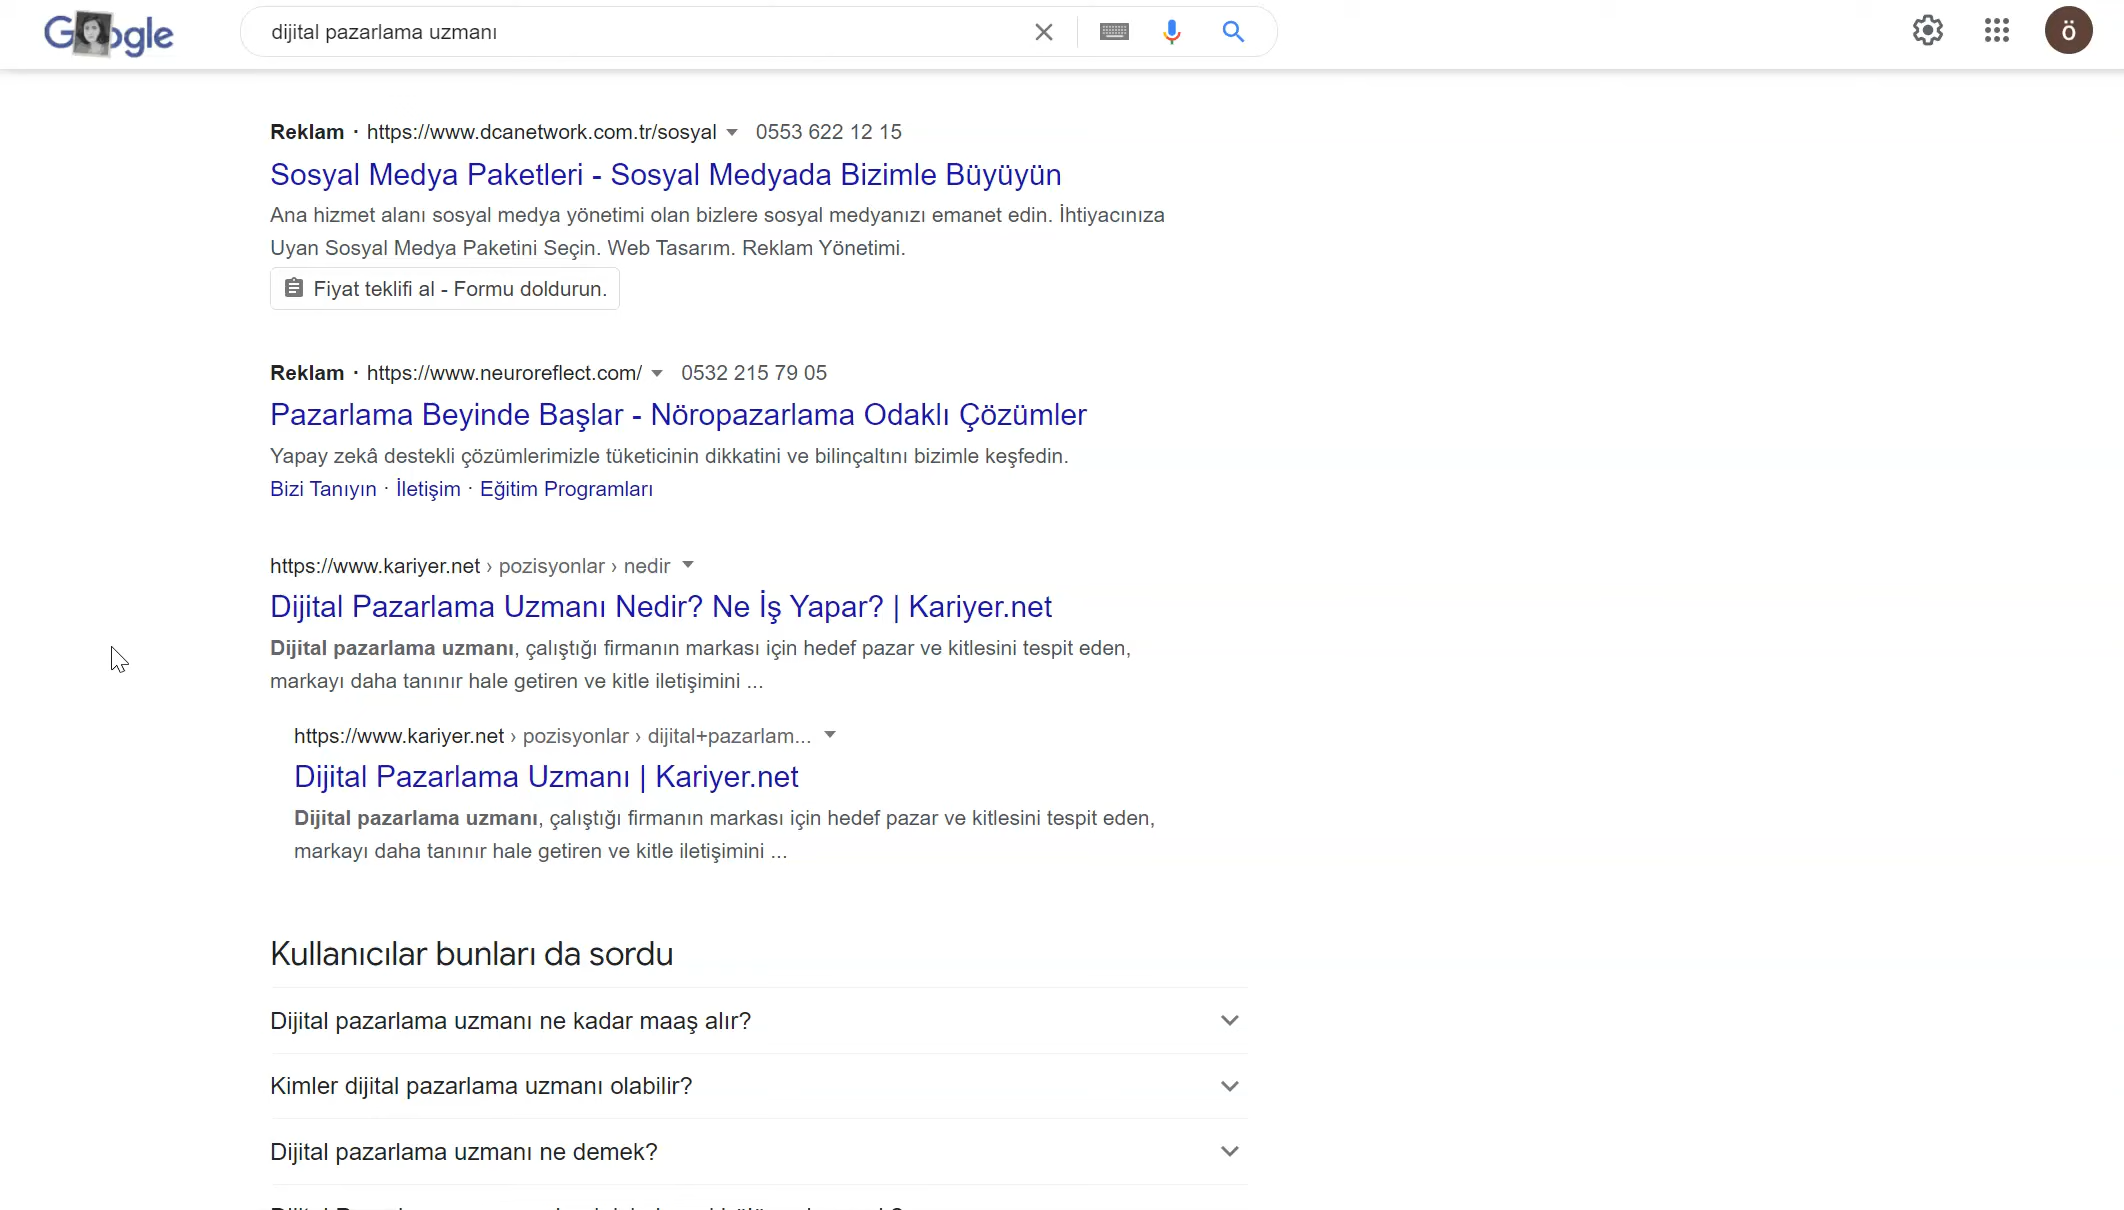 Google
dijital pazarlama uzmanı
ö
Reklam · https://www.dcanetwork.com.tr/sosyal 0553 622 12 15
Sosyal Medya Paketleri - Sosyal Medyada Bizimle Büyüyün
Ana hizmet alanı sosyal medya yönetimi olan bizlere sosyal medyanızı emanet edin. İhtiyacınıza
Uyan Sosyal Medya Paketini Seçin. Web Tasarım. Reklam Yönetimi.
Fiyat teklifi al - Formu doldurun.
Reklam · https://www.neuroreflect.com/ 0532 215 79 05
Pazarlama Beyinde Başlar - Nöropazarlama Odaklı Çözümler
Yapay zekâ destekli çözümlerimizle tüketicinin dikkatini ve bilinçaltını bizimle keşfedin.
Bizi Tanıyın · İletişim · Eğitim Programları
https://www.kariyer.net › pozisyonlar › nedir
Dijital Pazarlama Uzmanı Nedir? Ne İş Yapar? | Kariyer.net
Dijital pazarlama uzmanı, çalıştığı firmanın markası için hedef pazar ve kitlesini tespit eden,
markayı daha tanınır hale getiren ve kitle iletişimini ...
https://www.kariyer.net › pozisyonlar › dijital+pazarlam...
Dijital Pazarlama Uzmanı | Kariyer.net
Dijital pazarlama uzmanı, çalıştığı firmanın markası için hedef pazar ve kitlesini tespit eden,
markayı daha tanınır hale getiren ve kitle iletişimini ...
Kullanıcılar bunları da sordu
Dijital pazarlama uzmanı ne kadar maaş alır?
Kimler dijital pazarlama uzmanı olabilir?
Dijital pazarlama uzmanı ne demek?